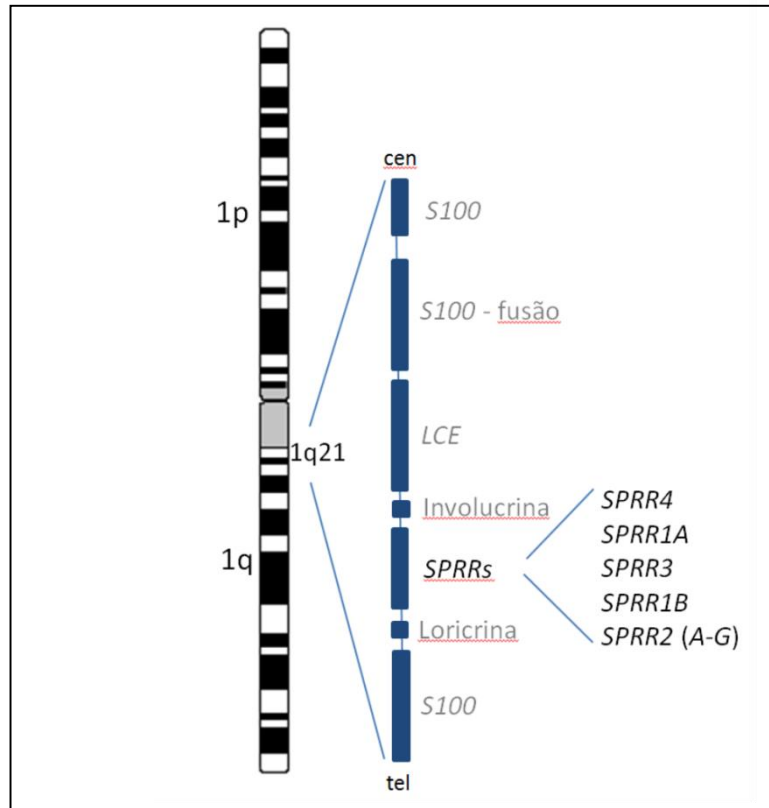 cen
S100
1p
S100 - fusão
LCE
1q21
Involucrina
SPRR4
SPRR1A
1q
SPRRs
SPRR3
SPRR1B
Loricrina
SPRR2 (A-G)
S100
tel